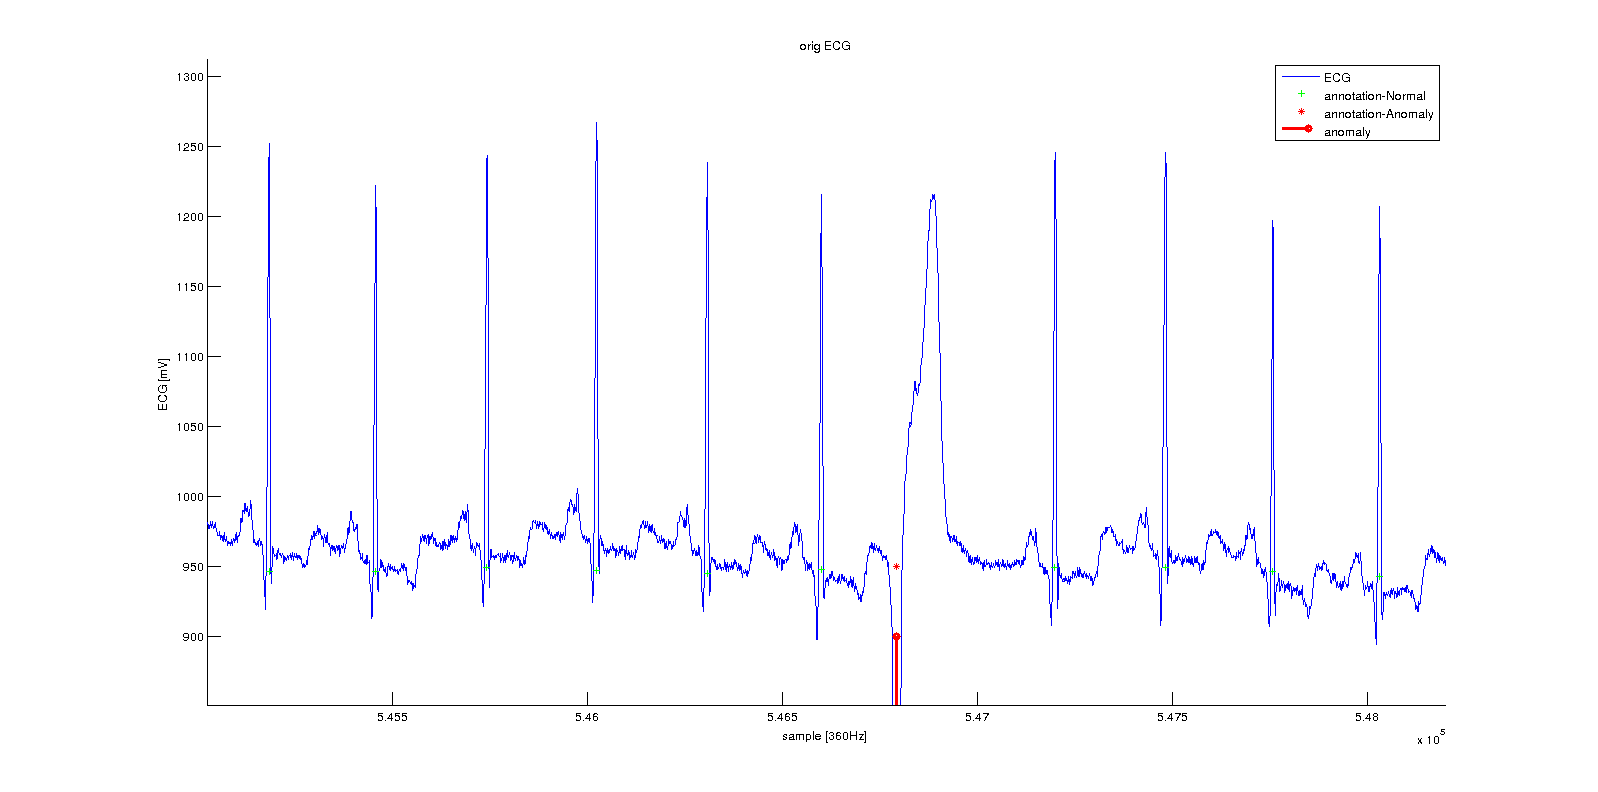 orig ECG
ECG
annotation-Normal
annotation-Anomaly
anomaly
1300
1250
1200
1150
1100
1050
1000
950
900
ECG [mV]
5.455 5.46 5.465 5.47 5.475 5.48
sample [360Hz]
x 10^5